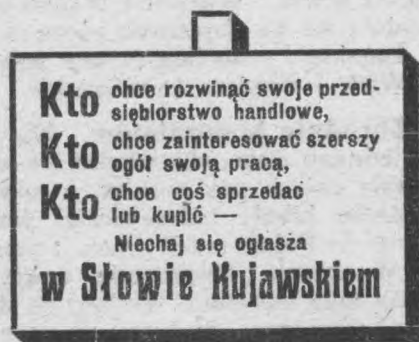 Kto chce rozwinąć swoje przed-
siębiorstwo handlowe,
Kto chce zainteresować szerszy
ogół swoją pracą,
Kto chce coś sprzedac
lub kupić —
Niechaj się ogłasza
w Słowie Kujawskiem